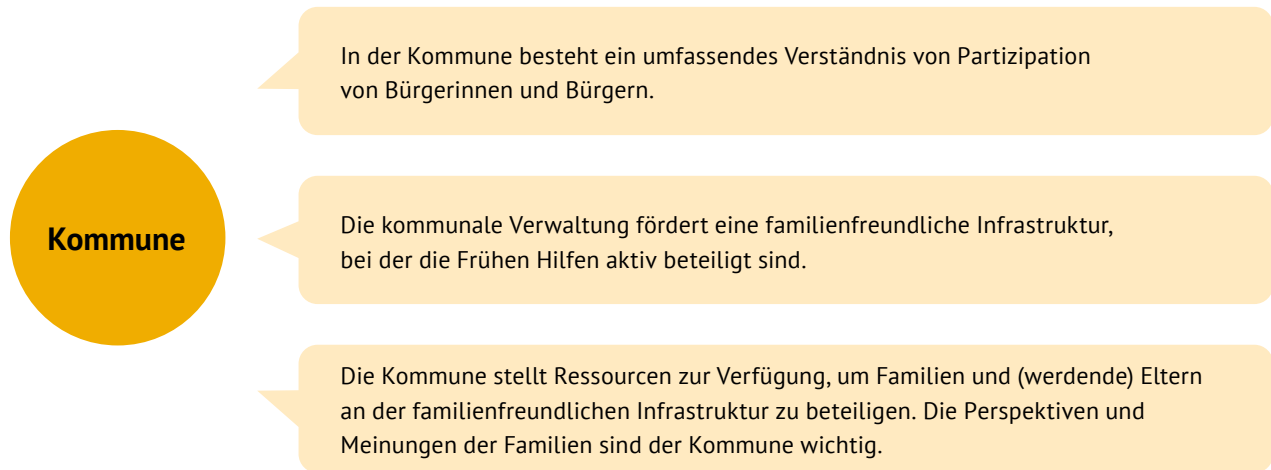 In der Kommune besteht ein umfassendes Verständnis von Partizipation
von Bürgerinnen und Bürgern.
Kommune
Die kommunale Verwaltung fördert eine familienfreundliche Infrastruktur,
bei der die Frühen Hilfen aktiv beteiligt sind.
Die Kommune stellt Ressourcen zur Verfügung, um Familien und (werdende) Eltern
an der familienfreundlichen Infrastruktur zu beteiligen. Die Perspektiven und
Meinungen der Familien sind der Kommune wichtig.